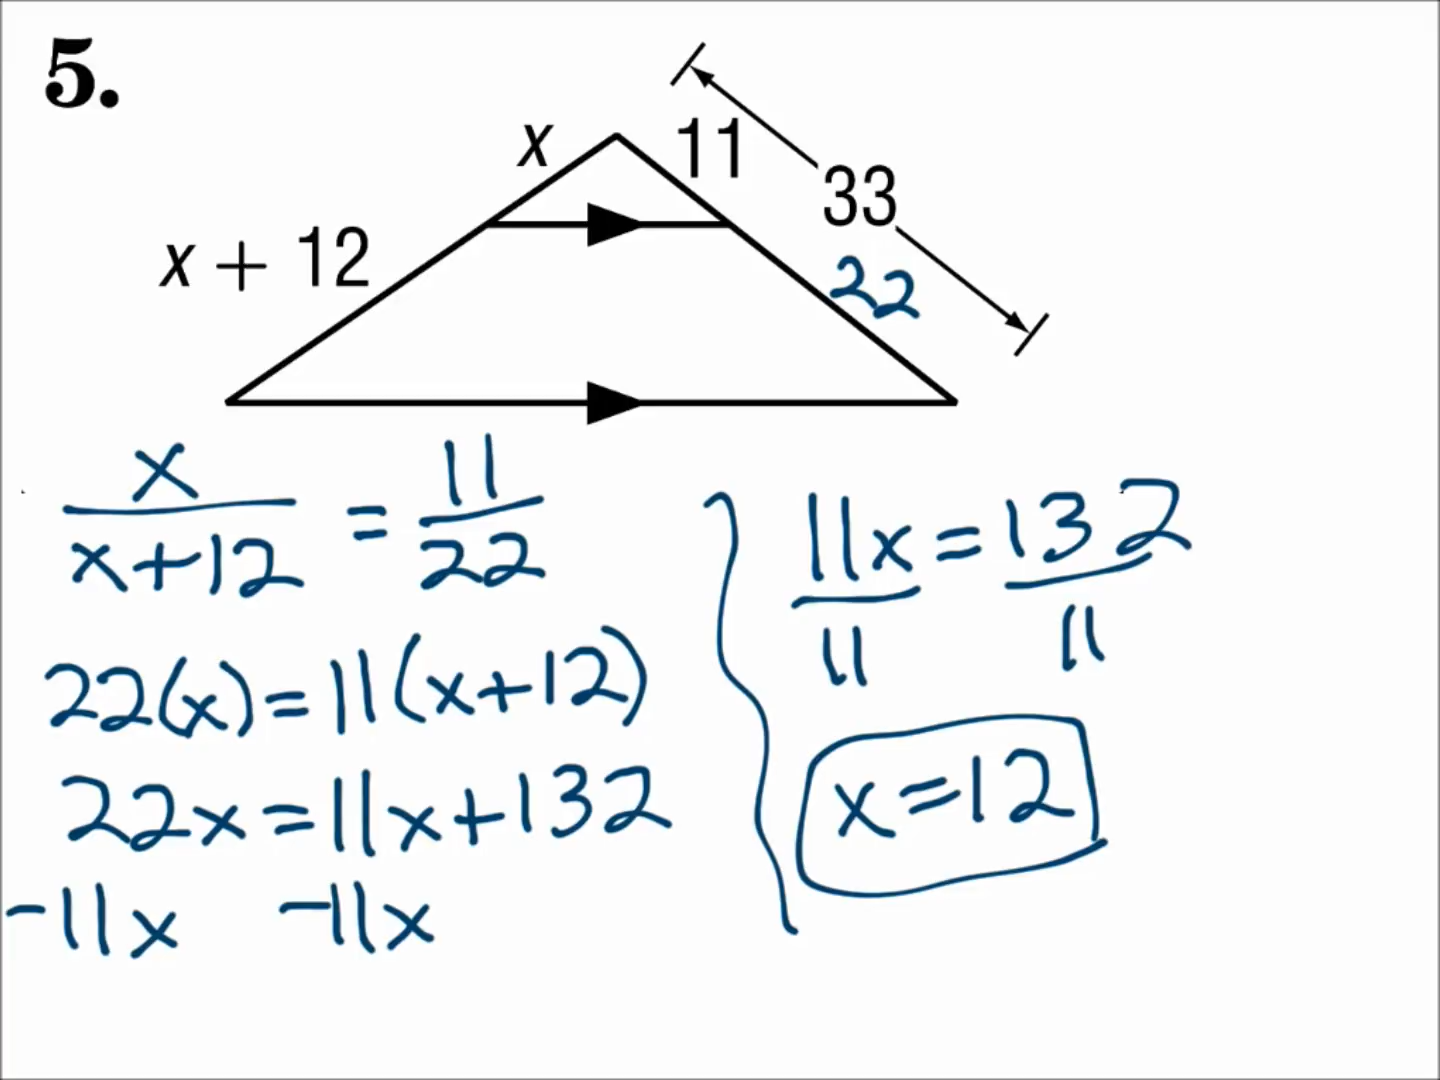 5.
x
11
33
x + 12
22
x/x+12 = 11/22
22(x) = 11(x+12)
22x = 11x + 132
-11x -11x
11x/11 = 132/11
x = 12